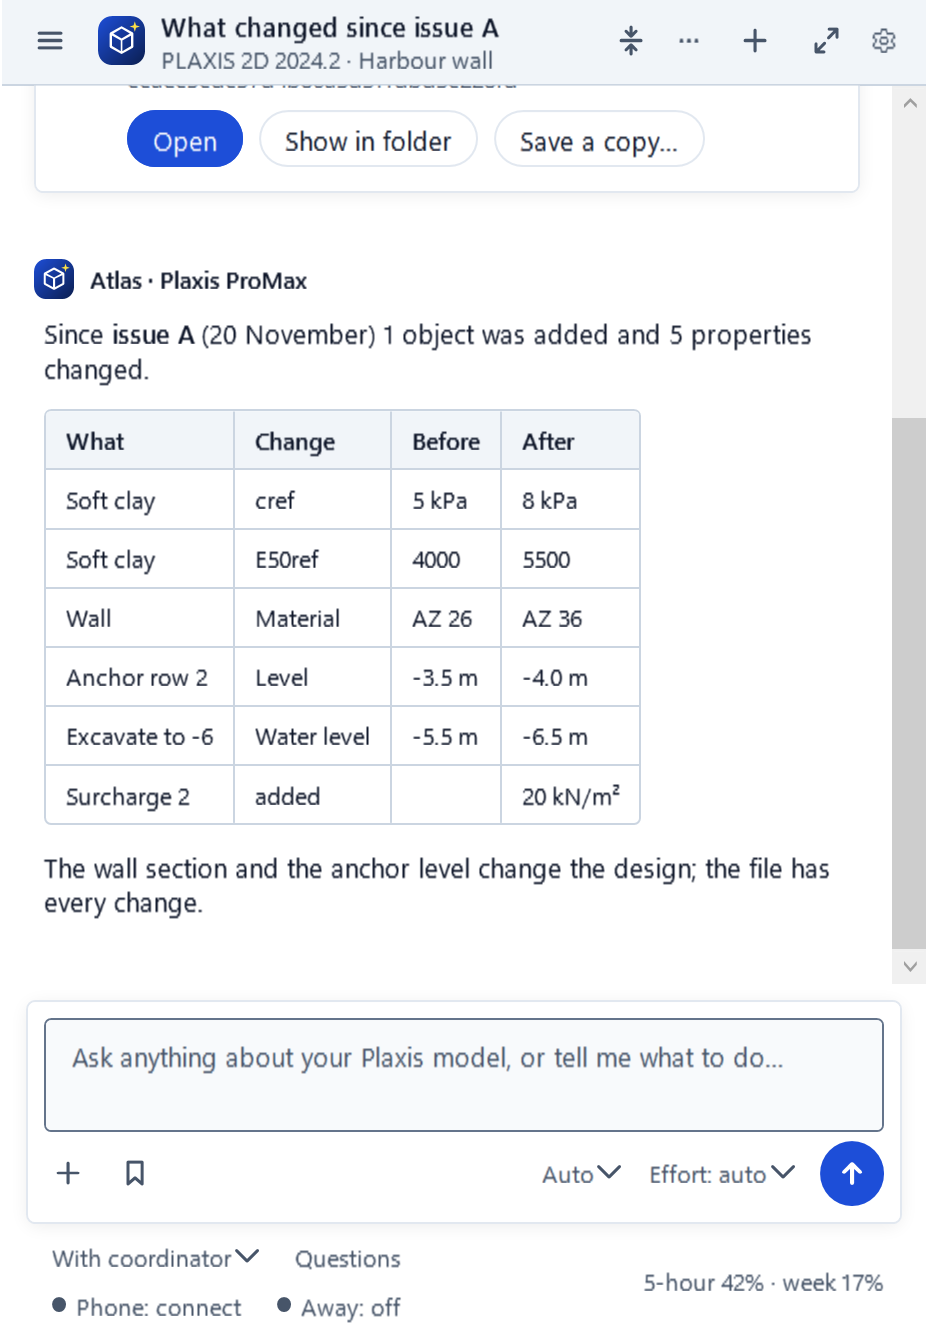 What changed since issue A
PLAXIS 2D 2024.2 · Harbour wall
Open
Show in folder
Save a copy...
Atlas · Plaxis ProMax
Since issue A (20 November) 1 object was added and 5 properties
changed.
What Change Before After
Soft clay cref 5 kPa 8 kPa
Soft clay E50ref 4000 5500
Wall Material AZ 26 AZ 36
Anchor row 2 Level -3.5 m -4.0 m
Excavate to -6 Water level -5.5 m -6.5 m
Surcharge 2 added 20 kN/m²
The wall section and the anchor level change the design; the file has
every change.
Ask anything about your Plaxis model, or tell me what to do...
Auto
Effort: auto
With coordinator
Questions
5-hour 42% · week 17%
Phone: connect
Away: off